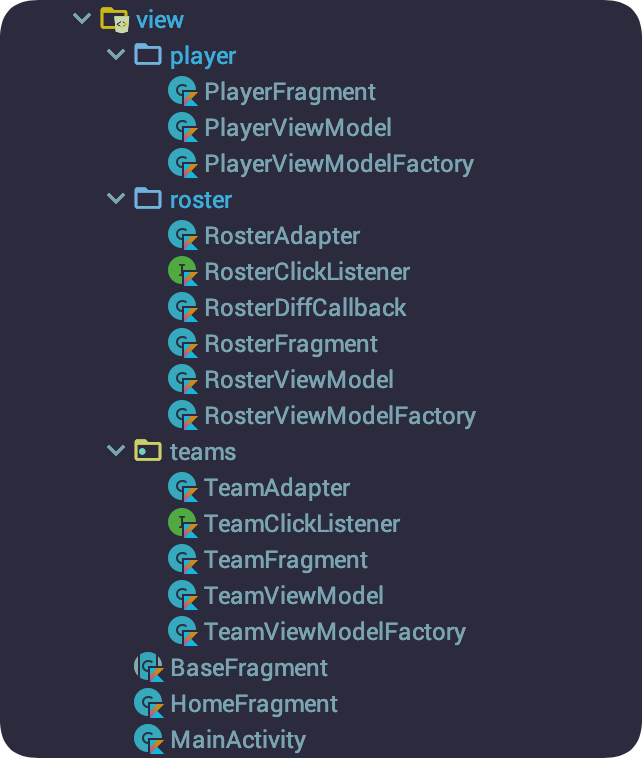 view
player
PlayerFragment
PlayerViewModel
PlayerViewModelFactory
roster
RosterAdapter
RosterClickListener
RosterDiffCallback
RosterFragment
RosterViewModel
RosterViewModelFactory
teams
TeamAdapter
TeamClickListener
TeamFragment
TeamViewModel
TeamViewModelFactory
BaseFragment
HomeFragment
MainActivity